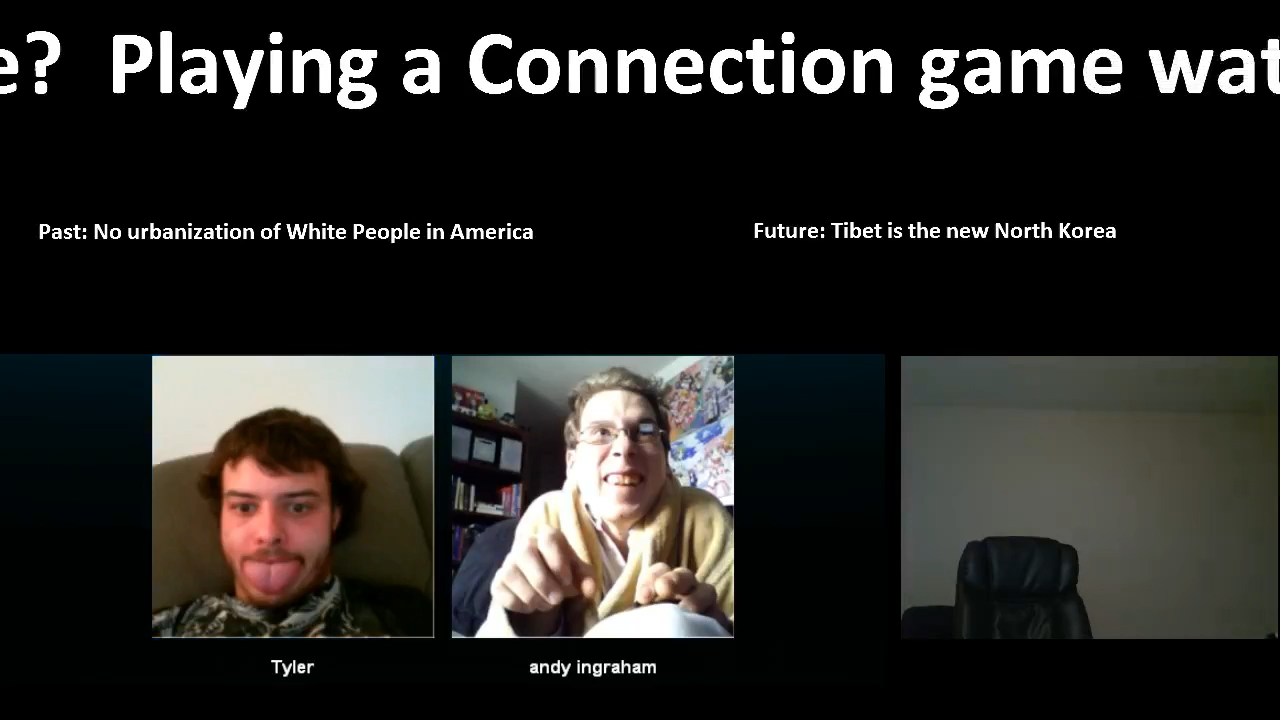 e? Playing a Connection game wat
Past: No urbanization of White People in America
Future: Tibet is the new North Korea
Tyler
andy ingraham